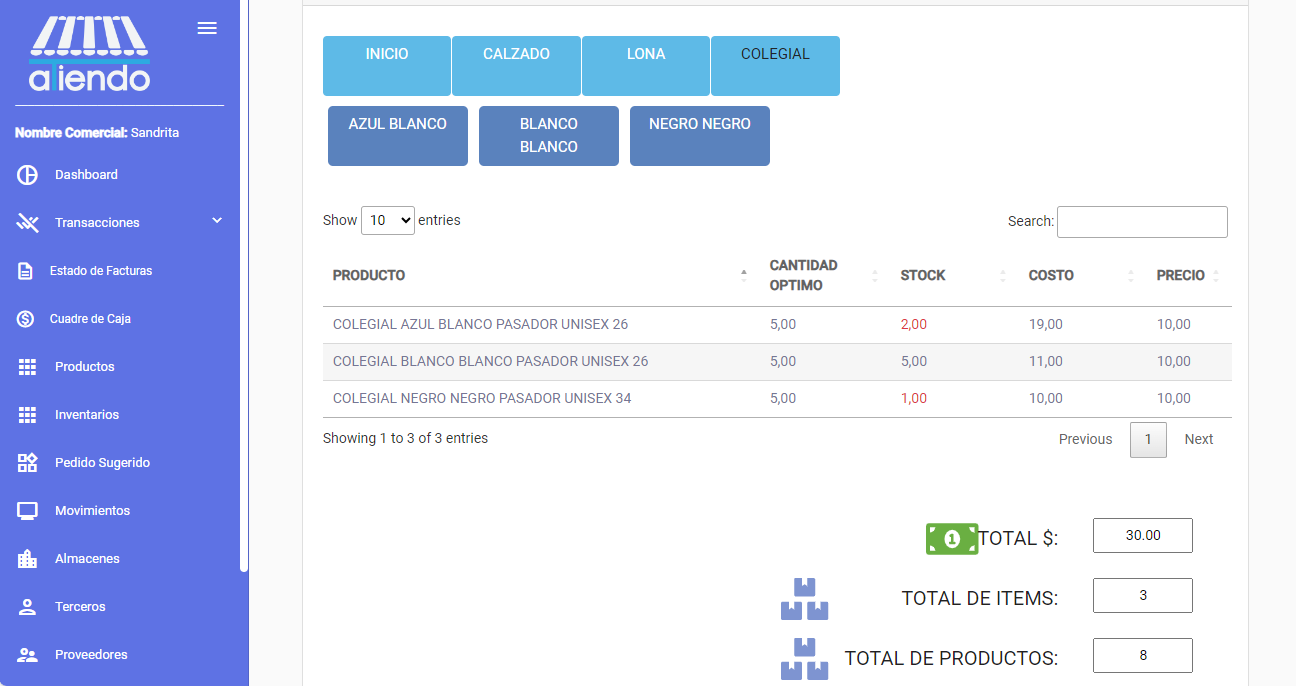 aTiendo
Nombre Comercial: Sandrita
Dashboard
Transacciones
Estado de Facturas
Cuadre de Caja
Productos
Inventarios
Pedido Sugerido
Movimientos
Almacenes
Terceros
Proveedores
INICIO CALZADO LONA COLEGIAL
AZUL BLANCO BLANCO BLANCO NEGRO NEGRO
Show 10 entries Search:
PRODUCTO CANTIDAD OPTIMO STOCK COSTO PRECIO
COLEGIAL AZUL BLANCO PASADOR UNISEX 26 5,00 2,00 19,00 10,00
COLEGIAL BLANCO BLANCO PASADOR UNISEX 26 5,00 5,00 11,00 10,00
COLEGIAL NEGRO NEGRO PASADOR UNISEX 34 5,00 1,00 10,00 10,00
Showing 1 to 3 of 3 entries Previous 1 Next
1 TOTAL $: 30.00
TOTAL DE ITEMS: 3
TOTAL DE PRODUCTOS: 8